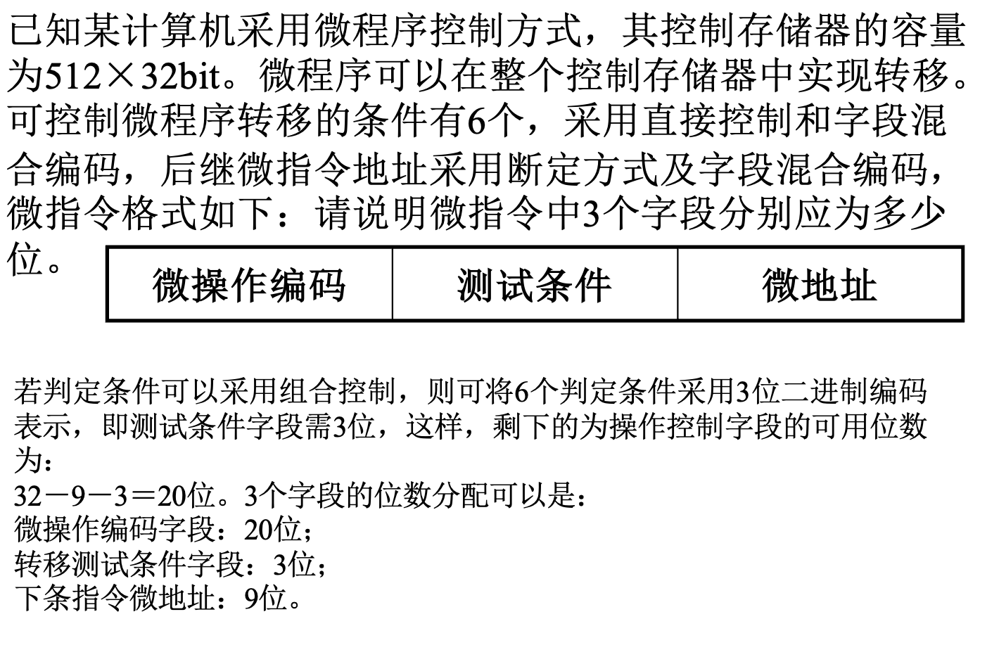 已知某计算机采用微程序控制方式，其控制存储器的容量
为512×32bit。微程序可以在整个控制存储器中实现转移。
可控制微程序转移的条件有6个，采用直接控制和字段混
合编码，后继微指令地址采用断定方式及字段混合编码，
微指令格式如下：请说明微指令中3个字段分别应为多少
位。
微操作编码 测试条件 微地址
若判定条件可以采用组合控制，则可将6个判定条件采用3位二进制编码
表示，即测试条件字段需3位，这样，剩下的为操作控制字段的可用位数
为：
32－9－3＝20位。3个字段的位数分配可以是：
微操作编码字段：20位；
转移测试条件字段：3位；
下条指令微地址：9位。